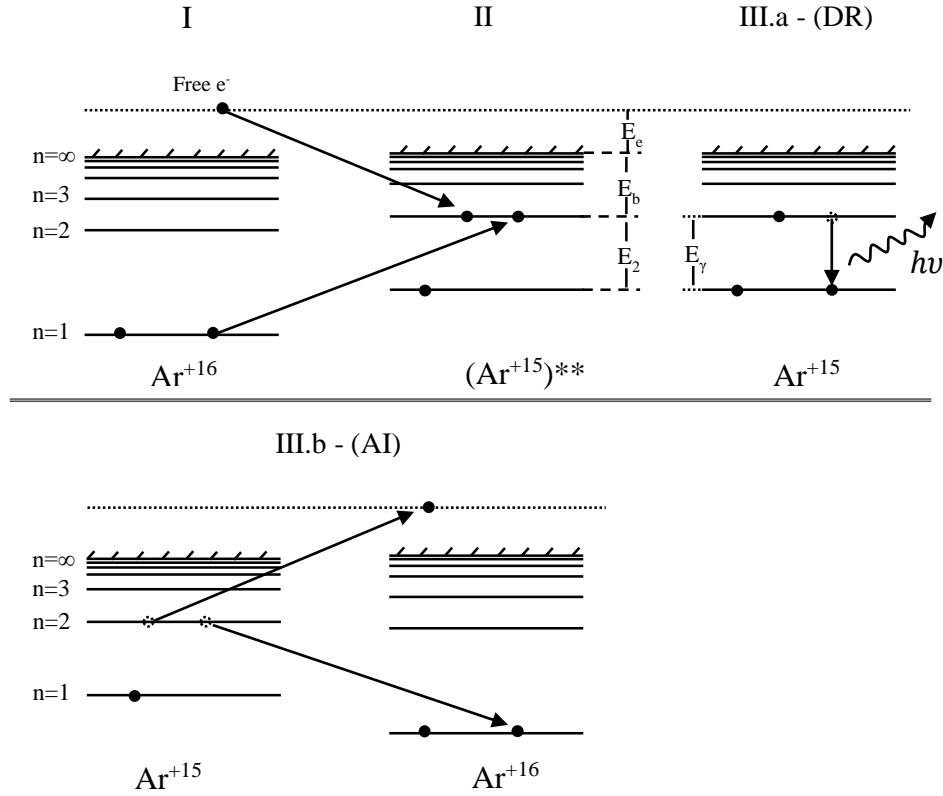 I
II
III.a - (DR)
Free e-
n=∞
n=3
n=2
n=1
E_e
E_b
E_2
E_γ
hυ
Ar+16
(Ar+15)**
Ar+15
III.b - (AI)
n=∞
n=3
n=2
n=1
Ar+15
Ar+16